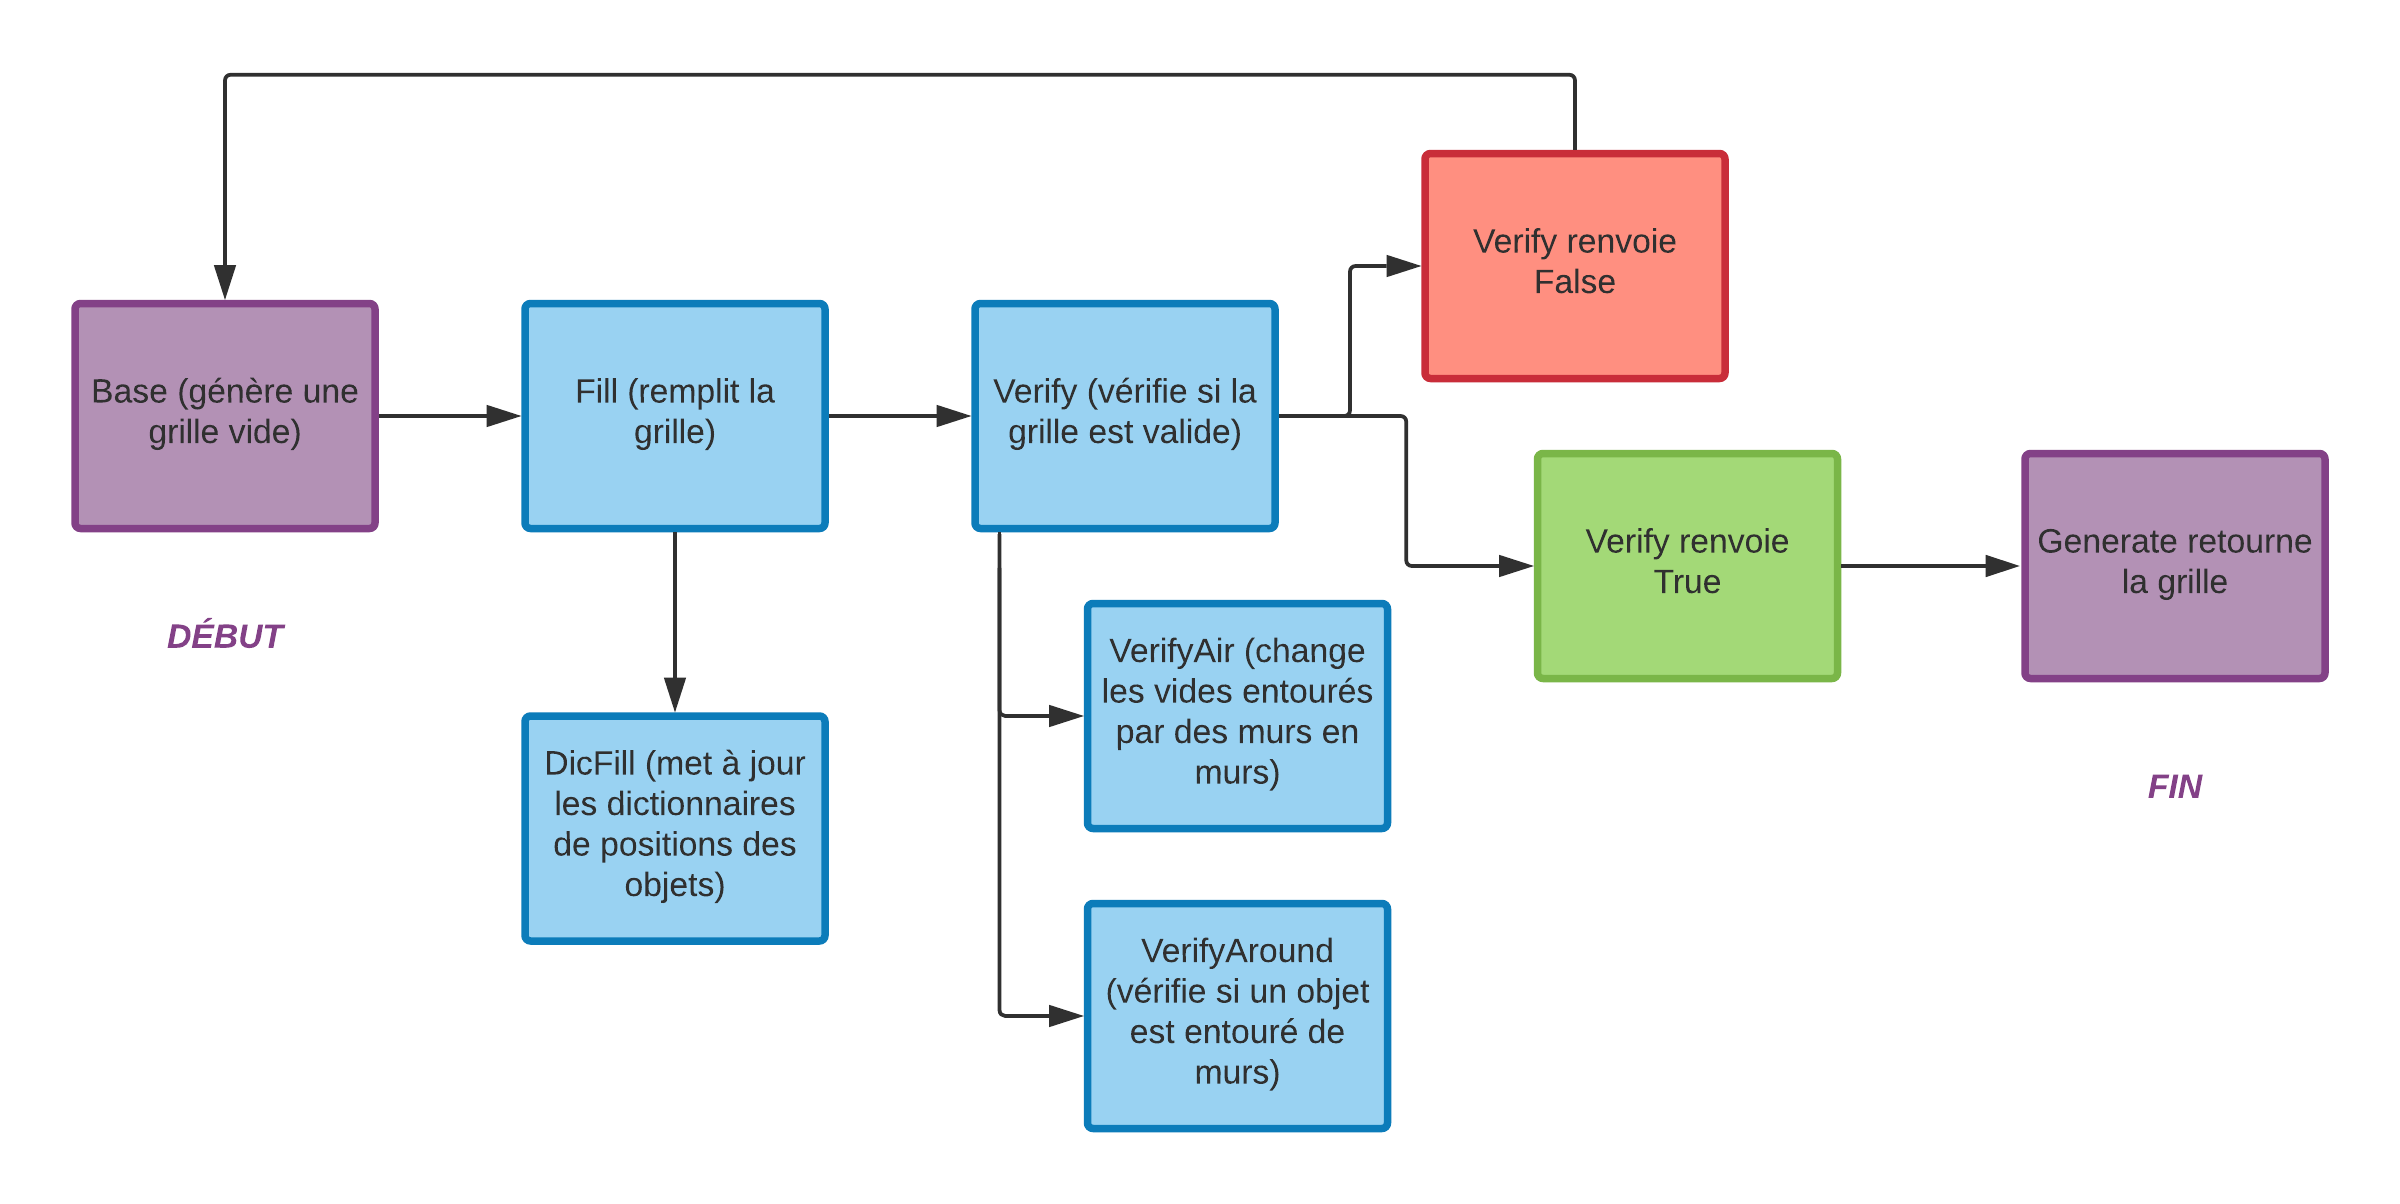 Verify renvoie
False
Base (génère une
grille vide)
Fill (remplit la
grille)
Verify (vérifie si la
grille est valide)
Verify renvoie
True
Generate retourne
la grille
DÉBUT
VerifyAir (change
les vides entourés
par des murs en
murs)
DicFill (met à jour
les dictionnaires
de positions des
objets)
FIN
VerifyAround
(vérifie si un objet
est entouré de
murs)